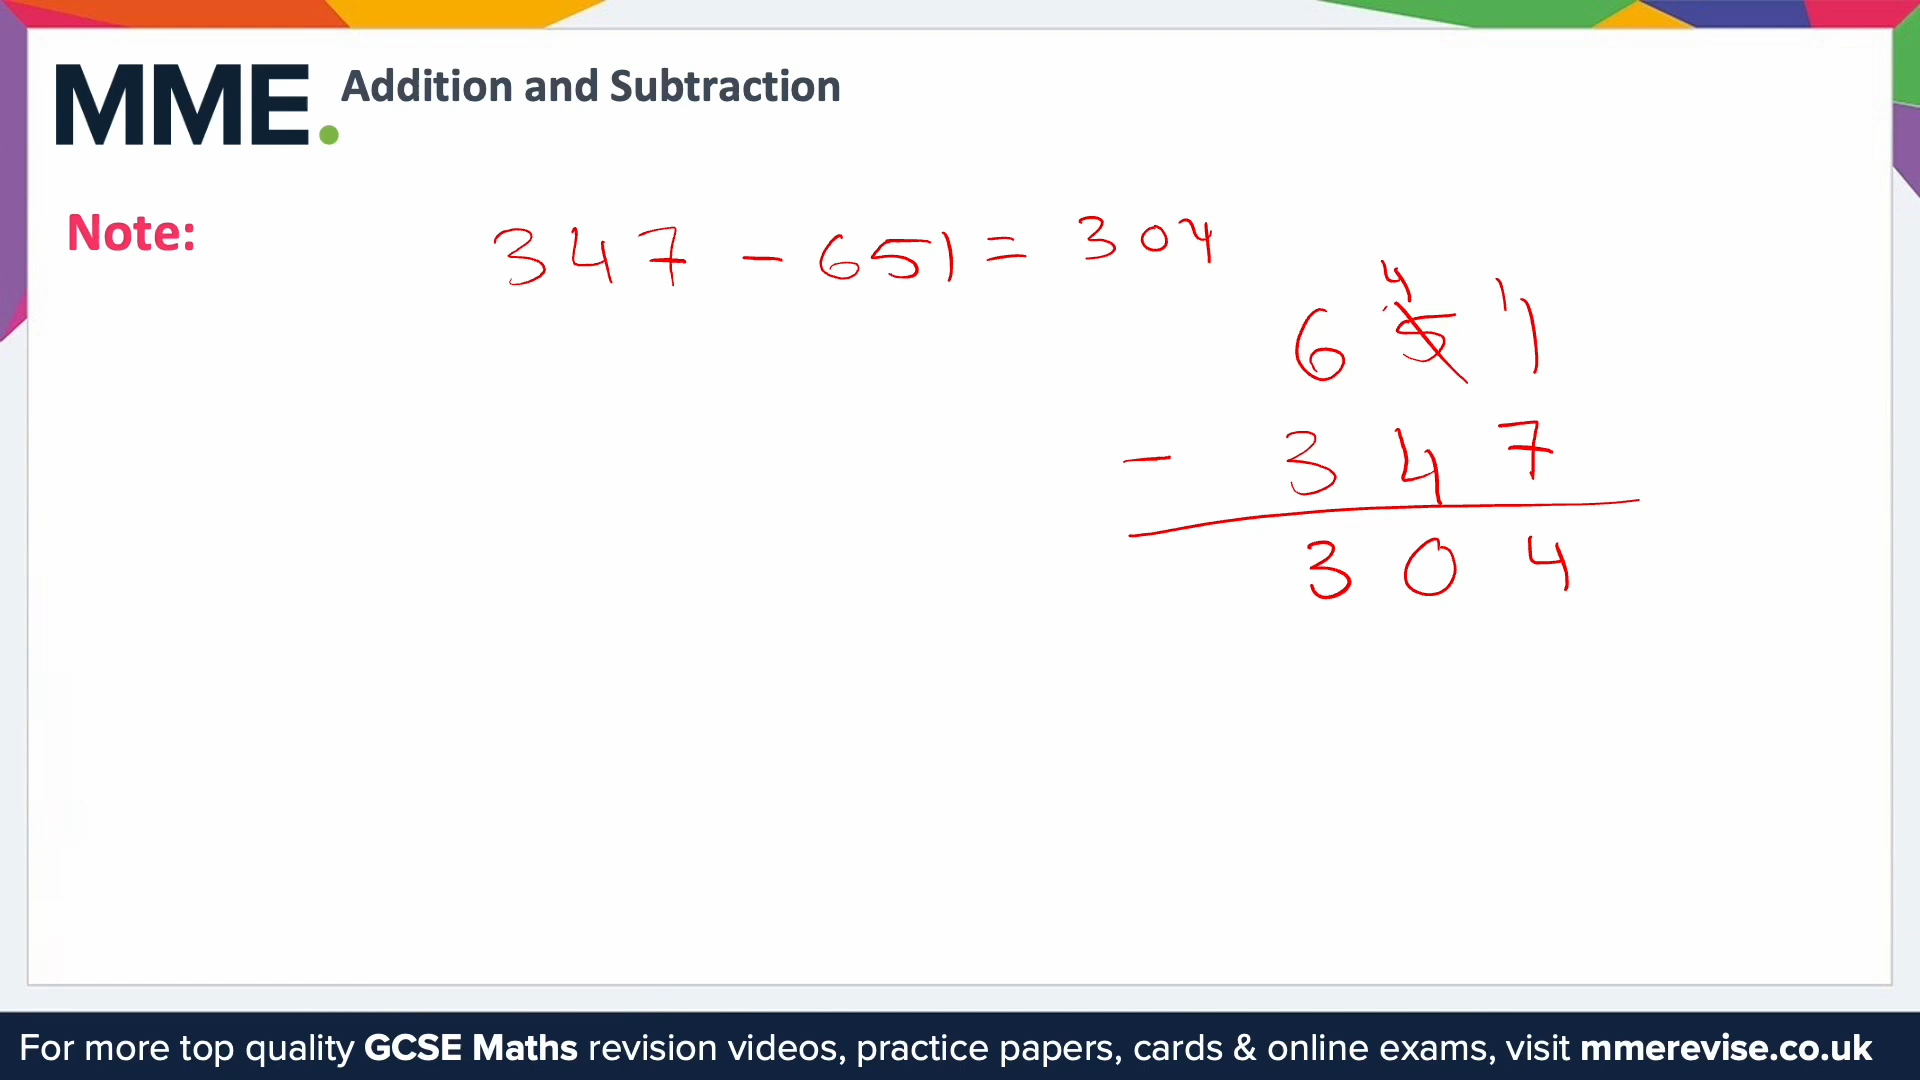 MME. Addition and Subtraction
Note:
347 - 651 = 304
4 1
6 5 1
- 3 4 7
3 0 4
For more top quality GCSE Maths revision videos, practice papers, cards & online exams, visit mmerevise.co.uk